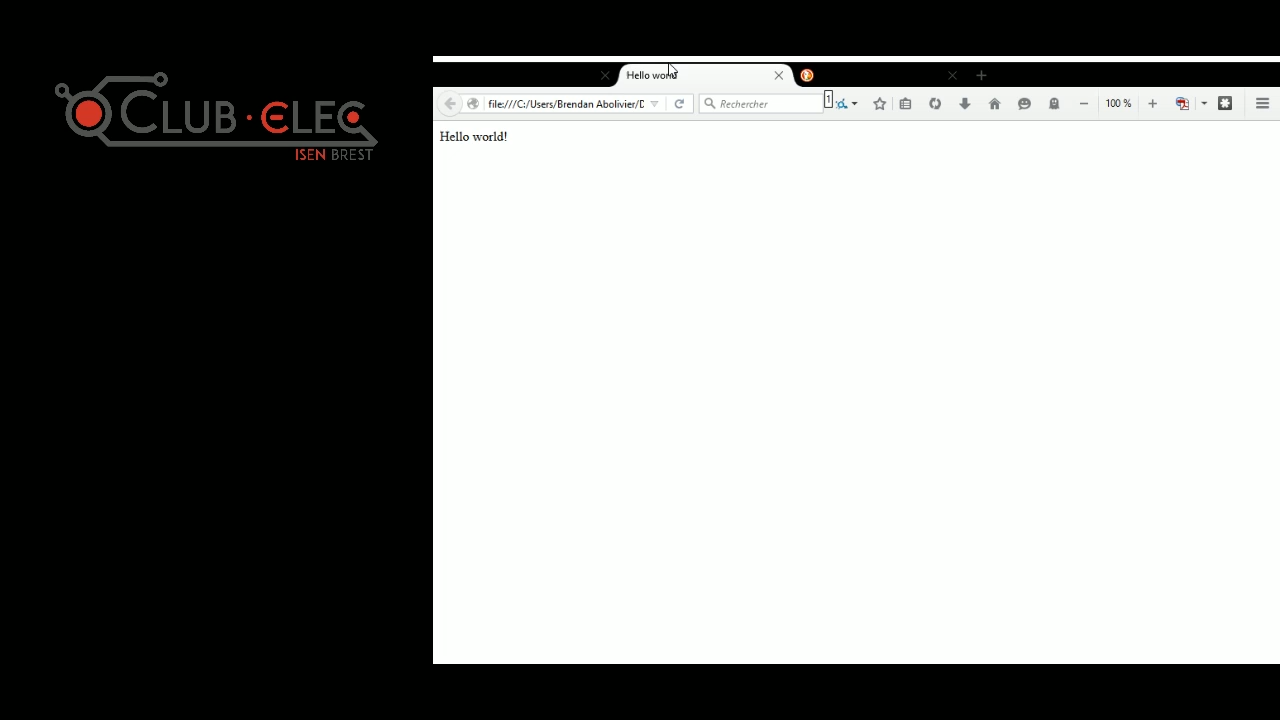 CLUB·ELEC
ISEN BREST
Hello world
file:///C:/Users/Brendan Abolivier/D
Rechercher
1
100 %
Hello world!